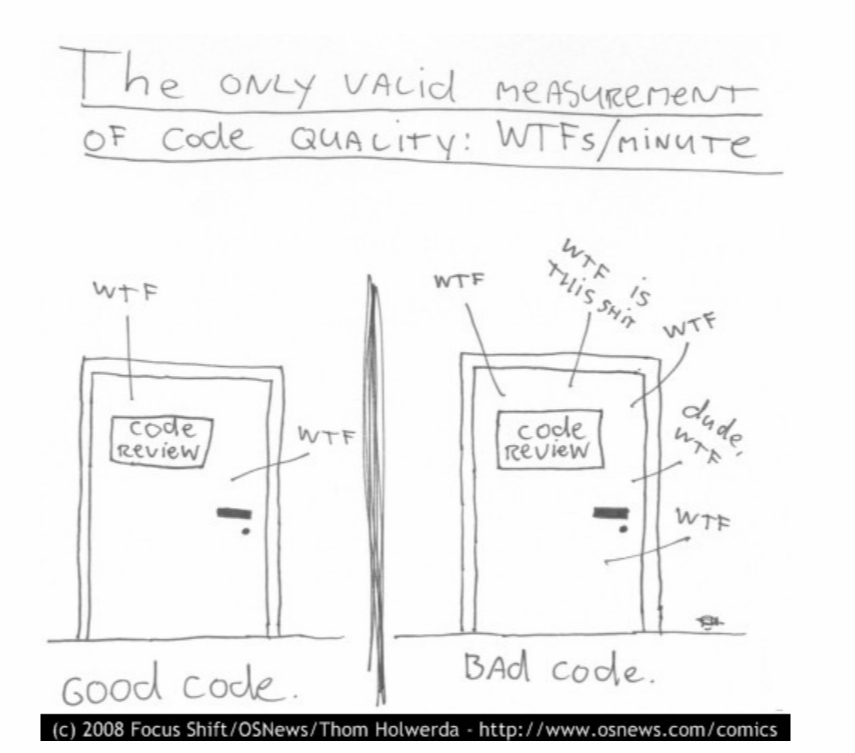 The ONLY VALid MEASUREMENT
OF Code QUALITY: WTFs/MINUTE
WTF
code
REVIEW
WTF
GOOD CODE.
WTF
WTF is
THIS SHIT
WTF
code
REVIEW
dude,
WTF
WTF
BAd code.
(c) 2008 Focus Shift/OSNews/Thom Holwerda - http://www.osnews.com/comics